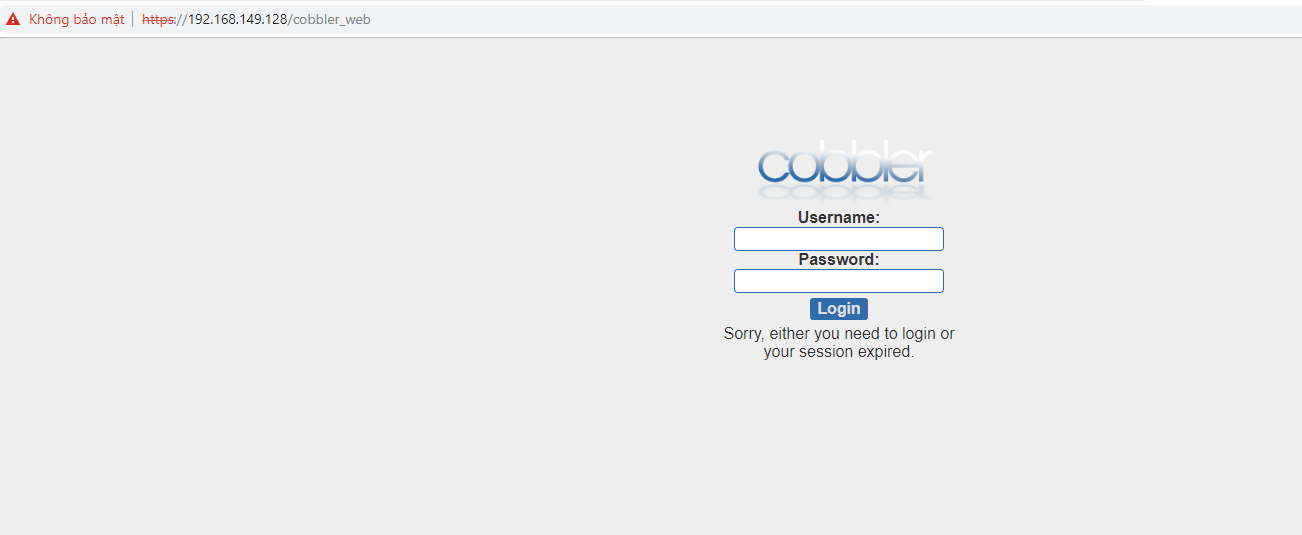 Không bảo mật https://192.168.149.128/cobbler_web
cobbler
Username:
Password:
Login
Sorry, either you need to login or
your session expired.